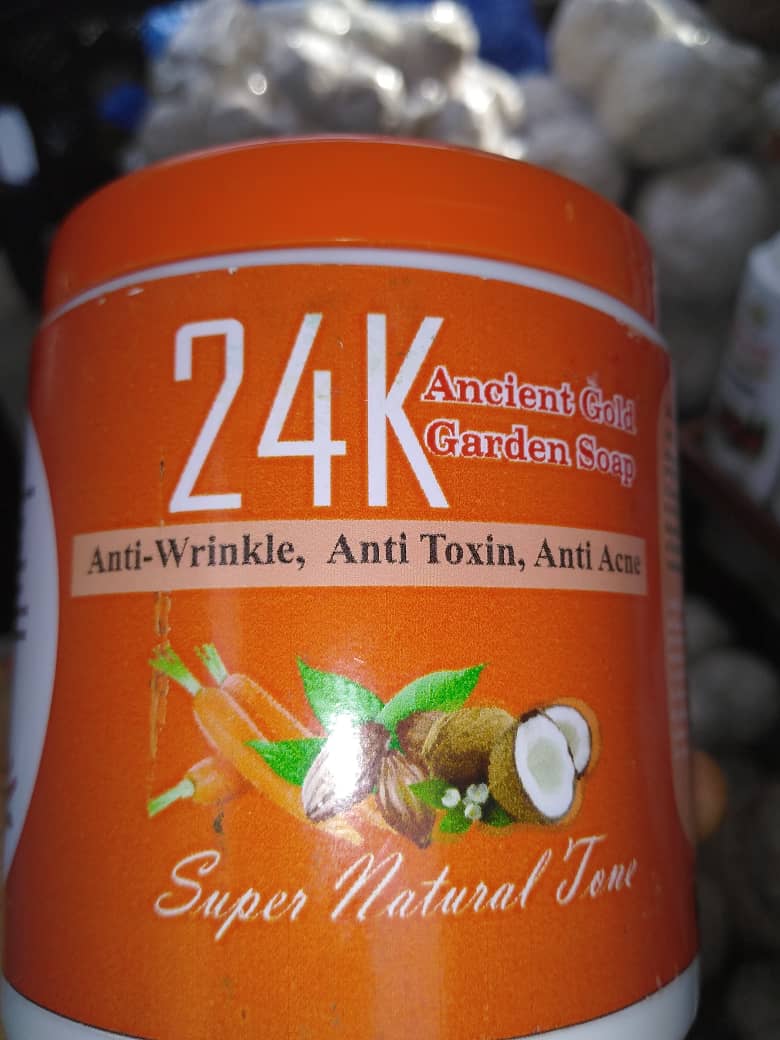 24K
Ancient Gold
Garden Soap
Anti-Wrinkle, Anti Toxin, Anti Acne
Super Natural Tone